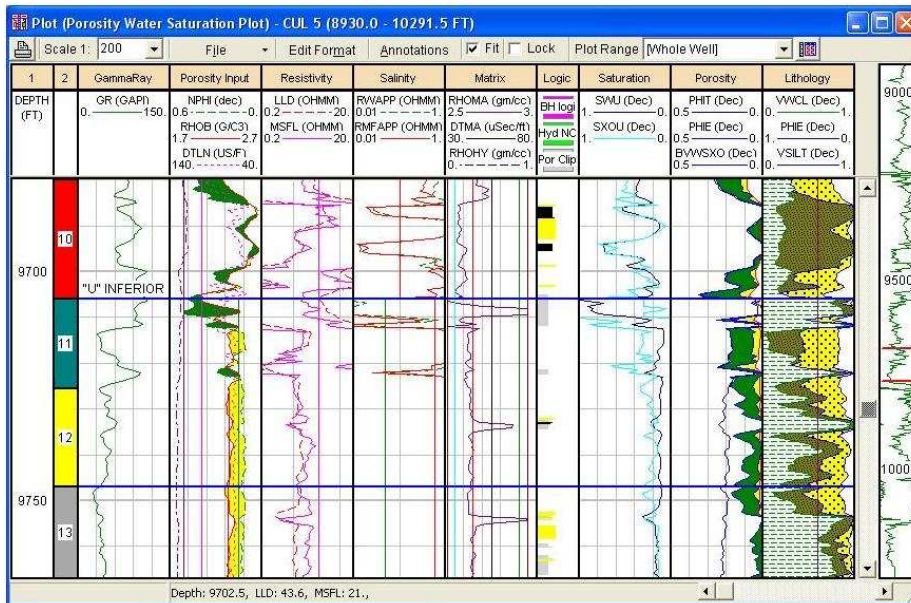 Plot (Porosity Water Saturation Plot) - CUL 5 (8930.0 - 10291.5 FT)
Scale 1: 200 File Edit Format Annotations Fit Lock Plot Range [Whole Well]
1 2 GammaRay Porosity Input Resistivity Salinity Matrix Logic Saturation Porosity Lithology
DEPTH (FT)
GR (GAPI)
0. 150.
NPHI (dec)
0.6 -0.
RHOB (G/C3)
1.7 2.7
DTLN (US/F)
140. 40.
LLD (OHMM)
0.2 20.
MSFL (OHMM)
0.2 20.
RWAPP (OHMM)
0.01 1.
RMFAPP (OHMM)
0.01 1.
RHOMA (gm/cc)
2.5 3.
DTMA (uSec/ft)
30. 80.
RHOHY (gm/cc)
0. 1.
BH logi
Hyd NC
Por Clip
SWU (Dec)
1. 0.
SXOU (Dec)
1. 0.
PHIT (Dec)
0.5 0.
PHIE (Dec)
0.5 0.
BVWSXO (Dec)
0.5 0.
VWCL (Dec)
0. 1.
PHIE (Dec)
1. 0.
VSILT (Dec)
0. 1.
9000
10
9700
"U" INFERIOR
9500
11
12
1000
9750
13
Depth: 9702.5, LLD: 43.6, MSFL: 21.,